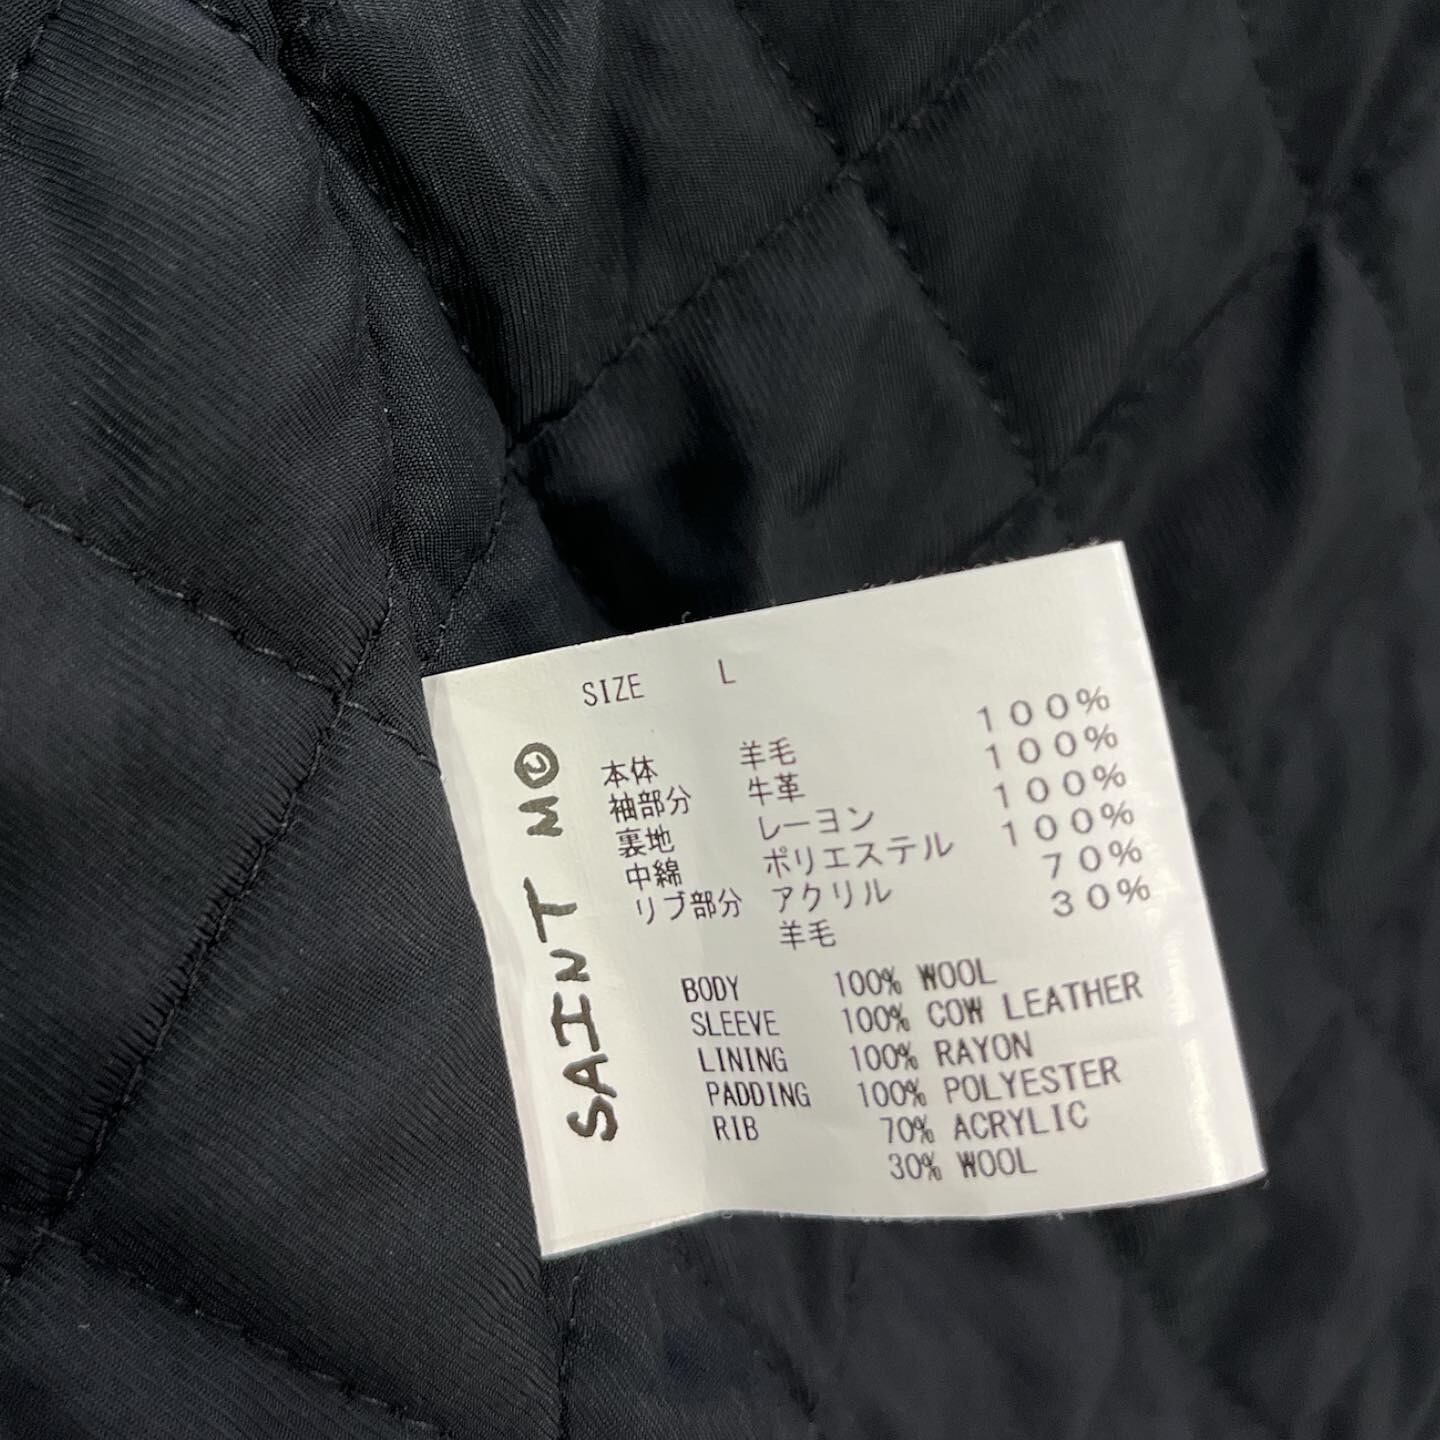 SAINT M©
SIZE L
本体 羊毛 100%
袖部分 牛革 100%
裏地 レーヨン 100%
中綿 ポリエステル 100%
リブ部分 アクリル 70%
羊毛 30%
BODY 100% WOOL
SLEEVE 100% COW LEATHER
LINING 100% RAYON
PADDING 100% POLYESTER
RIB 70% ACRYLIC
30% WOOL